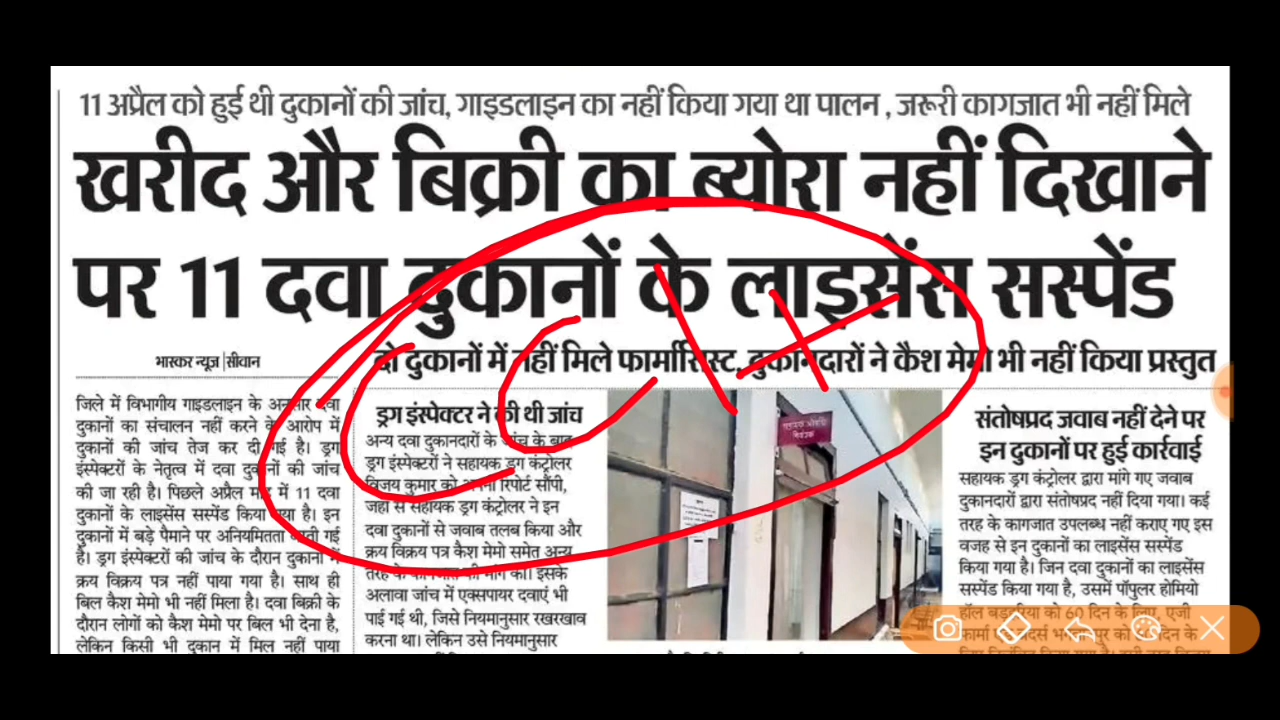 11 अप्रैल को हुई थी दुकानों की जांच, गाइडलाइन का नहीं किया गया था पालन , जरूरी कागजात भी नहीं मिले
खरीद और बिक्री का ब्योरा नहीं दिखाने
पर 11 दवा दुकानों के लाइसेंस सस्पेंड
भास्कर न्यूज़ | सीवान
जिले में विभागीय गाइडलाइन के अनुसार दवा
दुकानों का संचालन नहीं करने के आरोप में
दुकानों की जांच तेज कर दी गई है। ड्रग
इंस्पेक्टरों के नेतृत्व में दवा दुकानों की जांच
की जा रही है। पिछले अप्रैल माह में 11 दवा
दुकानों के लाइसेंस सस्पेंड किया गया है। इन
दुकानों में बड़े पैमाने पर अनियमितता बरती गई
है। ड्रग इंस्पेक्टरों की जांच के दौरान दुकानों में
क्रय विक्रय पत्र नहीं पाया गया है। साथ ही
बिल कैश मेमो भी नहीं मिला है। दवा बिक्री के
दौरान लोगों को कैश मेमो पर बिल भी देना है,
लेकिन किसी भी दुकान में मिल नहीं पाया
दो दुकानों में नहीं मिले फार्मासिस्ट, दुकानदारों ने कैश मेमो भी नहीं किया प्रस्तुत
ड्रग इंस्पेक्टर ने की थी जांच
अन्य दवा दुकानदारों के जांच के बाद
ड्रग इंस्पेक्टरों ने सहायक ड्रग कंट्रोलर
विजय कुमार को अपनी रिपोर्ट सौंपी,
जहां से सहायक ड्रग कंट्रोलर ने इन
दवा दुकानों से जवाब तलब किया और
क्रय विक्रय पत्र कैश मेमो समेत अन्य
तरह के कागजात की मांग की। इसके
अलावा जांच में एक्सपायर दवाएं भी
पाई गई थी, जिसे नियमानुसार रखरखाव
करना था। लेकिन उसे नियमानुसार
सहायक औषधि
नियंत्रक
संतोषप्रद जवाब नहीं देने पर
इन दुकानों पर हुई कार्रवाई
सहायक ड्रग कंट्रोलर द्वारा मांगे गए जवाब
दुकानदारों द्वारा संतोषप्रद नहीं दिया गया। कई
तरह के कागजात उपलब्ध नहीं कराए गए इस
वजह से इन दुकानों का लाइसेंस सस्पेंड
किया गया है। जिन दवा दुकानों का लाइसेंस
सस्पेंड किया गया है, उसमें पॉपुलर होमियो
हॉल को 60 दिन के लिए, एजी
फार्मा को दिन के